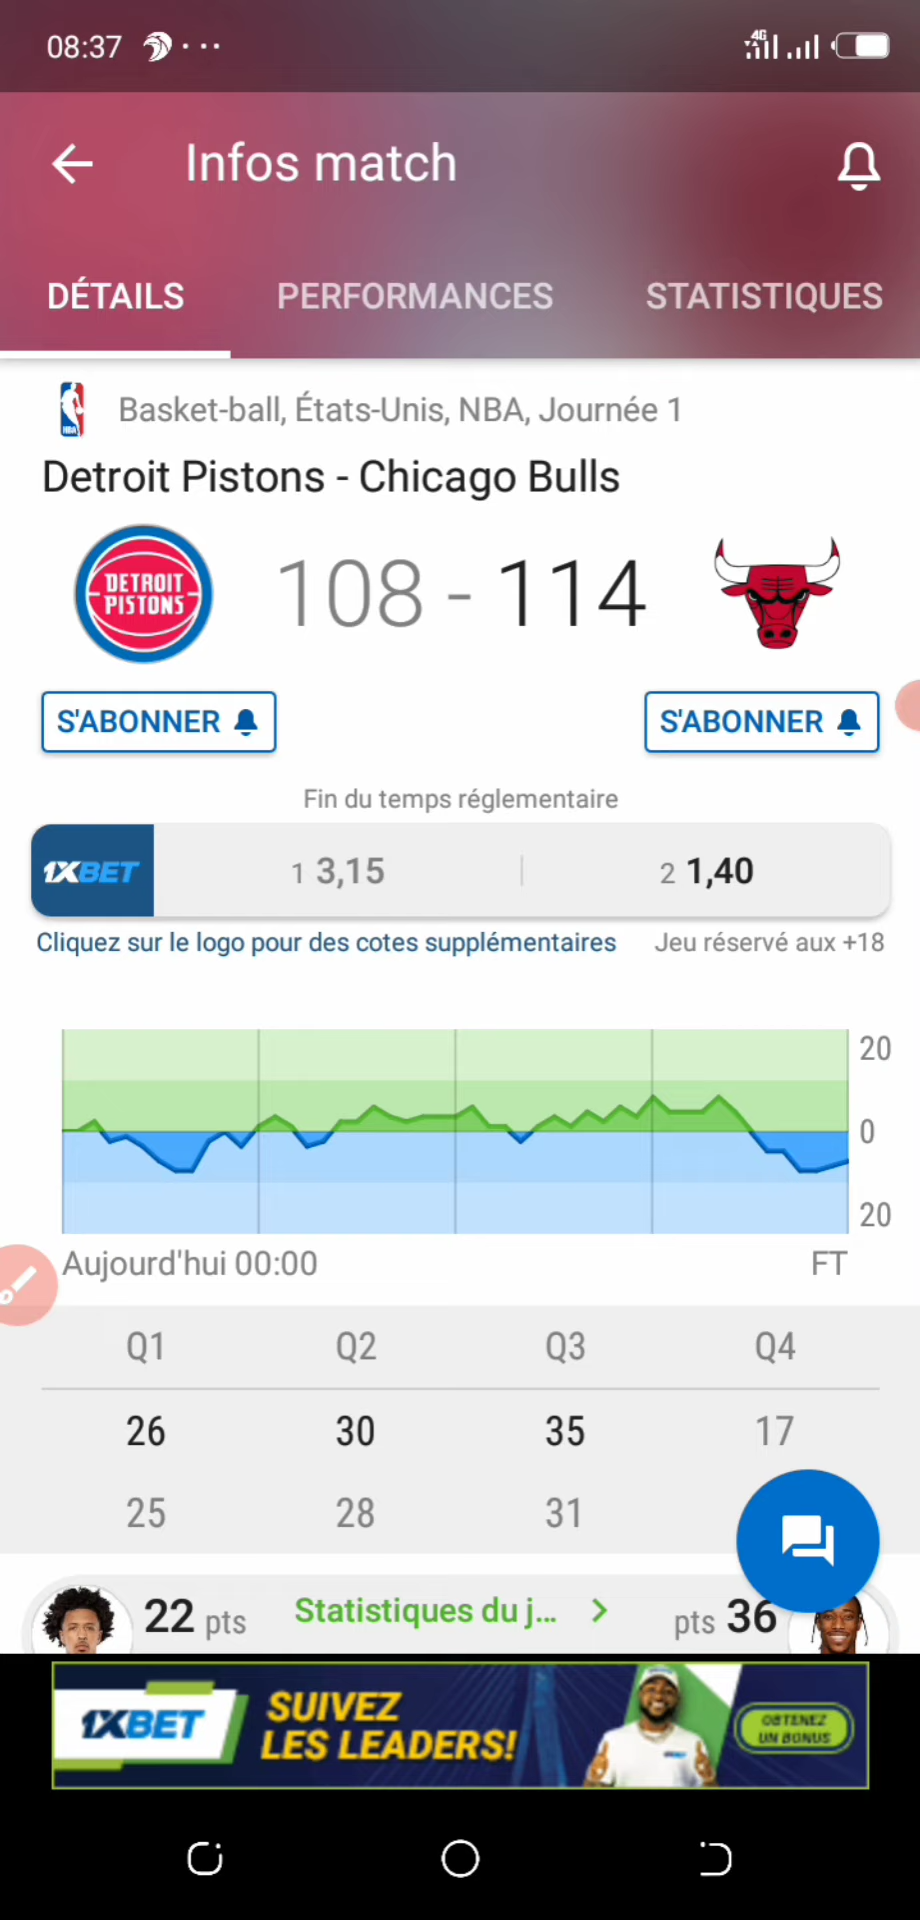 08:37
4G
Infos match
DÉTAILS PERFORMANCES STATISTIQUES
NBA
Basket-ball, États-Unis, NBA, Journée 1
Detroit Pistons - Chicago Bulls
DETROIT
PISTONS
108 - 114
S'ABONNER S'ABONNER
Fin du temps réglementaire
1XBET 1 3,15 2 1,40
Cliquez sur le logo pour des cotes supplémentaires Jeu réservé aux +18
20
0
20
Aujourd'hui 00:00 FT
Q1 Q2 Q3 Q4
26 30 35 17
25 28 31
22 pts Statistiques du j... pts 36
1XBET
SUIVEZ
LES LEADERS!
OBTENEZ
UN BONUS